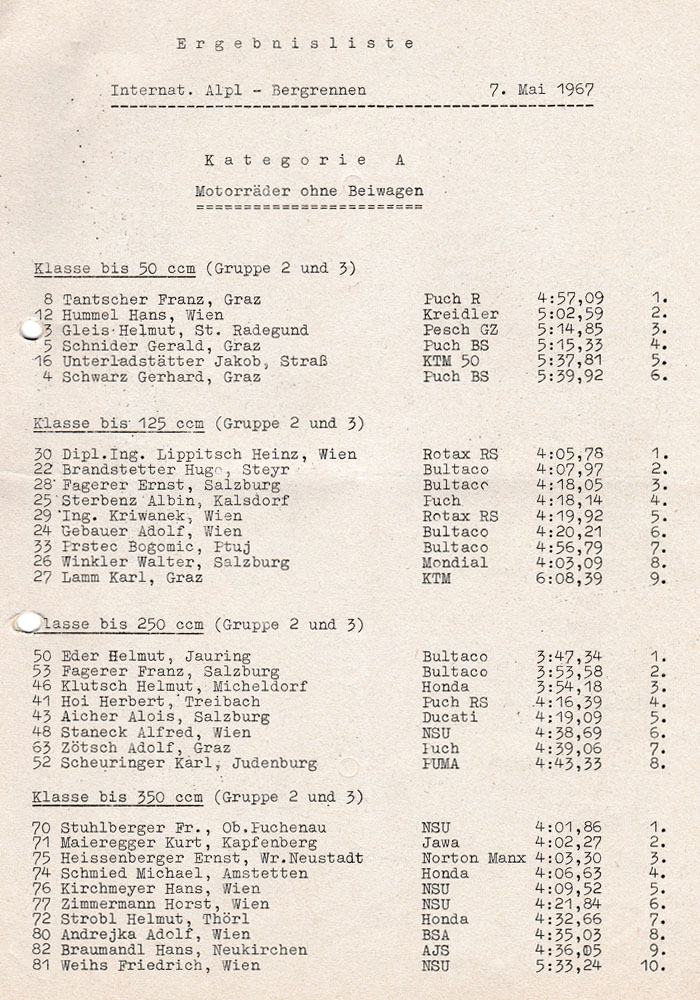 Ergebnisliste
Internat. Alpl - Bergrennen 7. Mai 1967
Kategorie A
Motorräder ohne Beiwagen
Klasse bis 50 ccm (Gruppe 2 und 3)
8 Tantscher Franz, Graz Puch R 4:57,09 1.
12 Hummel Hans, Wien Kreidler 5:02,59 2.
3 Gleis Helmut, St. Radegund Pesch GZ 5:14,85 3.
5 Schnider Gerald, Graz Puch BS 5:15,33 4.
16 Unterladstätter Jakob, Straß KTM 50 5:37,81 5.
4 Schwarz Gerhard, Graz Puch BS 5:39,92 6.
Klasse bis 125 ccm (Gruppe 2 und 3)
30 Dipl.Ing. Lippitsch Heinz, Wien Rotax RS 4:05,78 1.
22 Brandstetter Hugo, Steyr Bultaco 4:07,97 2.
28 Fagerer Ernst, Salzburg Bultaco 4:18,05 3.
25 Sterbenz Albin, Kalsdorf Puch 4:18,14 4.
29 Ing. Kriwanek, Wien Rotax RS 4:19,92 5.
24 Gebauer Adolf, Wien Bultaco 4:20,21 6.
33 Prstec Bogomic, Ptuj Bultaco 4:56,79 7.
26 Winkler Walter, Salzburg Mondial 4:03,09 8.
27 Lamm Karl, Graz KTM 6:08,39 9.
Klasse bis 250 ccm (Gruppe 2 und 3)
50 Eder Helmut, Jauring Bultaco 3:47,34 1.
53 Fagerer Franz, Salzburg Bultaco 3:53,58 2.
46 Klutsch Helmut, Micheldorf Honda 3:54,18 3.
41 Hoi Herbert, Treibach Puch RS 4:16,39 4.
43 Aicher Alois, Salzburg Ducati 4:19,09 5.
48 Staneck Alfred, Wien NSU 4:38,69 6.
63 Zötsch Adolf, Graz Puch 4:39,06 7.
52 Scheuringer Karl, Judenburg PUMA 4:43,33 8.
Klasse bis 350 ccm (Gruppe 2 und 3)
70 Stuhlberger Fr., Ob.Puchenau NSU 4:01,86 1.
71 Maieregger Kurt, Kapfenberg Jawa 4:02,27 2.
75 Heissenberger Ernst, Wr.Neustadt Norton Manx 4:03,30 3.
74 Schmied Michael, Amstetten Honda 4:06,63 4.
76 Kirchmeyer Hans, Wien NSU 4:09,52 5.
77 Zimmermann Horst, Wien NSU 4:21,84 6.
72 Strobl Helmut, Thörl Honda 4:32,66 7.
80 Andrejka Adolf, Wien BSA 4:35,03 8.
82 Braumandl Hans, Neukirchen AJS 4:36,05 9.
81 Weihs Friedrich, Wien NSU 5:33,24 10.